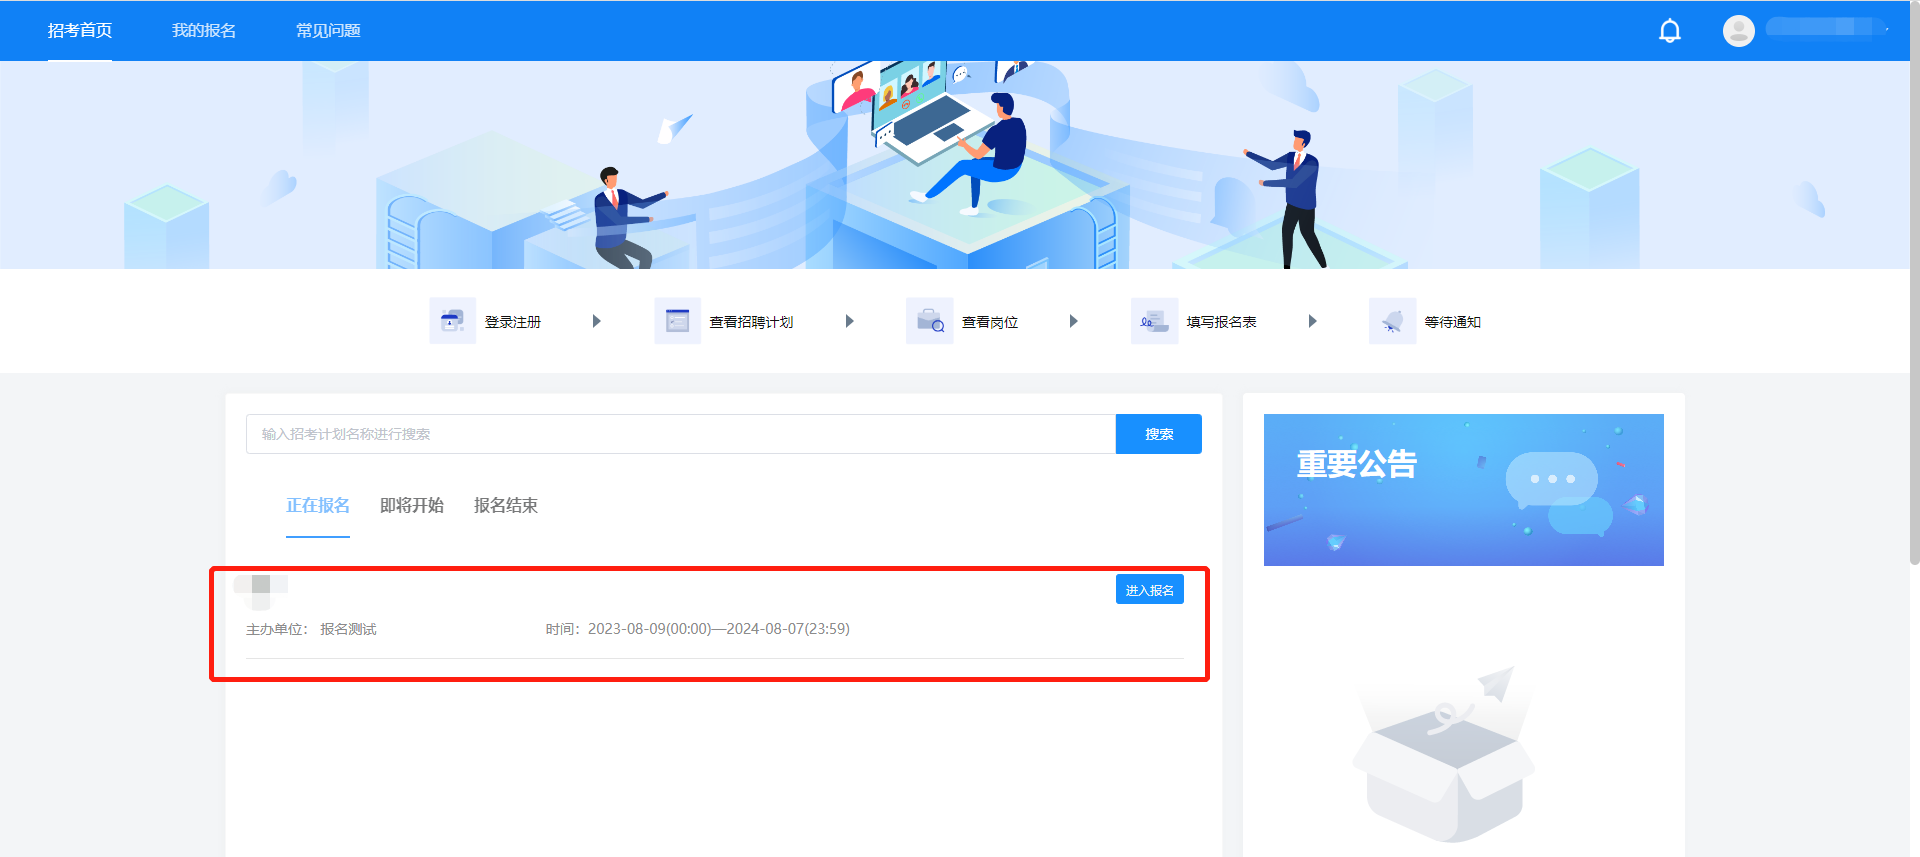 招考首页 我的报名 常见问题
登录注册 查看招聘计划 查看岗位 填写报名表 等待通知
输入招考计划名称进行搜索 搜索
重要公告
正在报名 即将开始 报名结束
进入报名
主办单位： 报名测试 时间：2023-08-09(00:00)—2024-08-07(23:59)